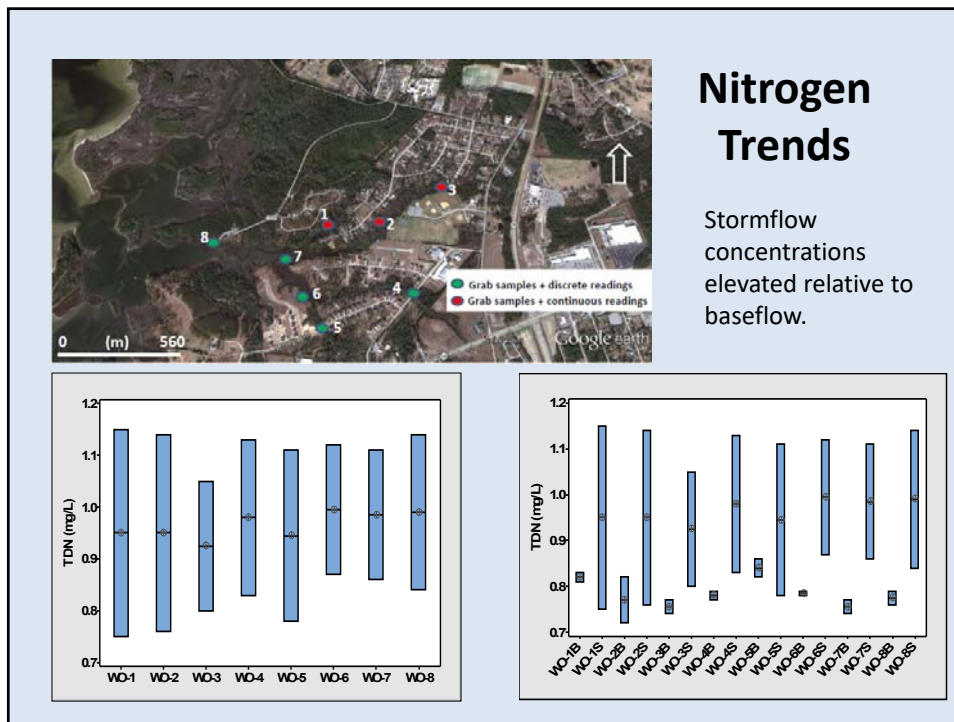 Nitrogen
Trends
Stormflow
concentrations
elevated relative to
baseflow.
1
2
3
4
5
6
7
8
Grab samples + discrete readings
Grab samples + continuous readings
0 (m) 560
Google earth
TDN (mg/L)
1.2
1.1
1.0
0.9
0.8
0.7
WO-1 WO-2 WO-3 WO-4 WO-5 WO-6 WO-7 WO-8
TDN (mg/L)
1.2
1.1
1.0
0.9
0.8
0.7
WO-1B WO-1S WO-2B WO-2S WO-3B WO-3S WO-4B WO-4S WO-5B WO-5S WO-6B WO-6S WO-7B WO-7S WO-8B WO-8S